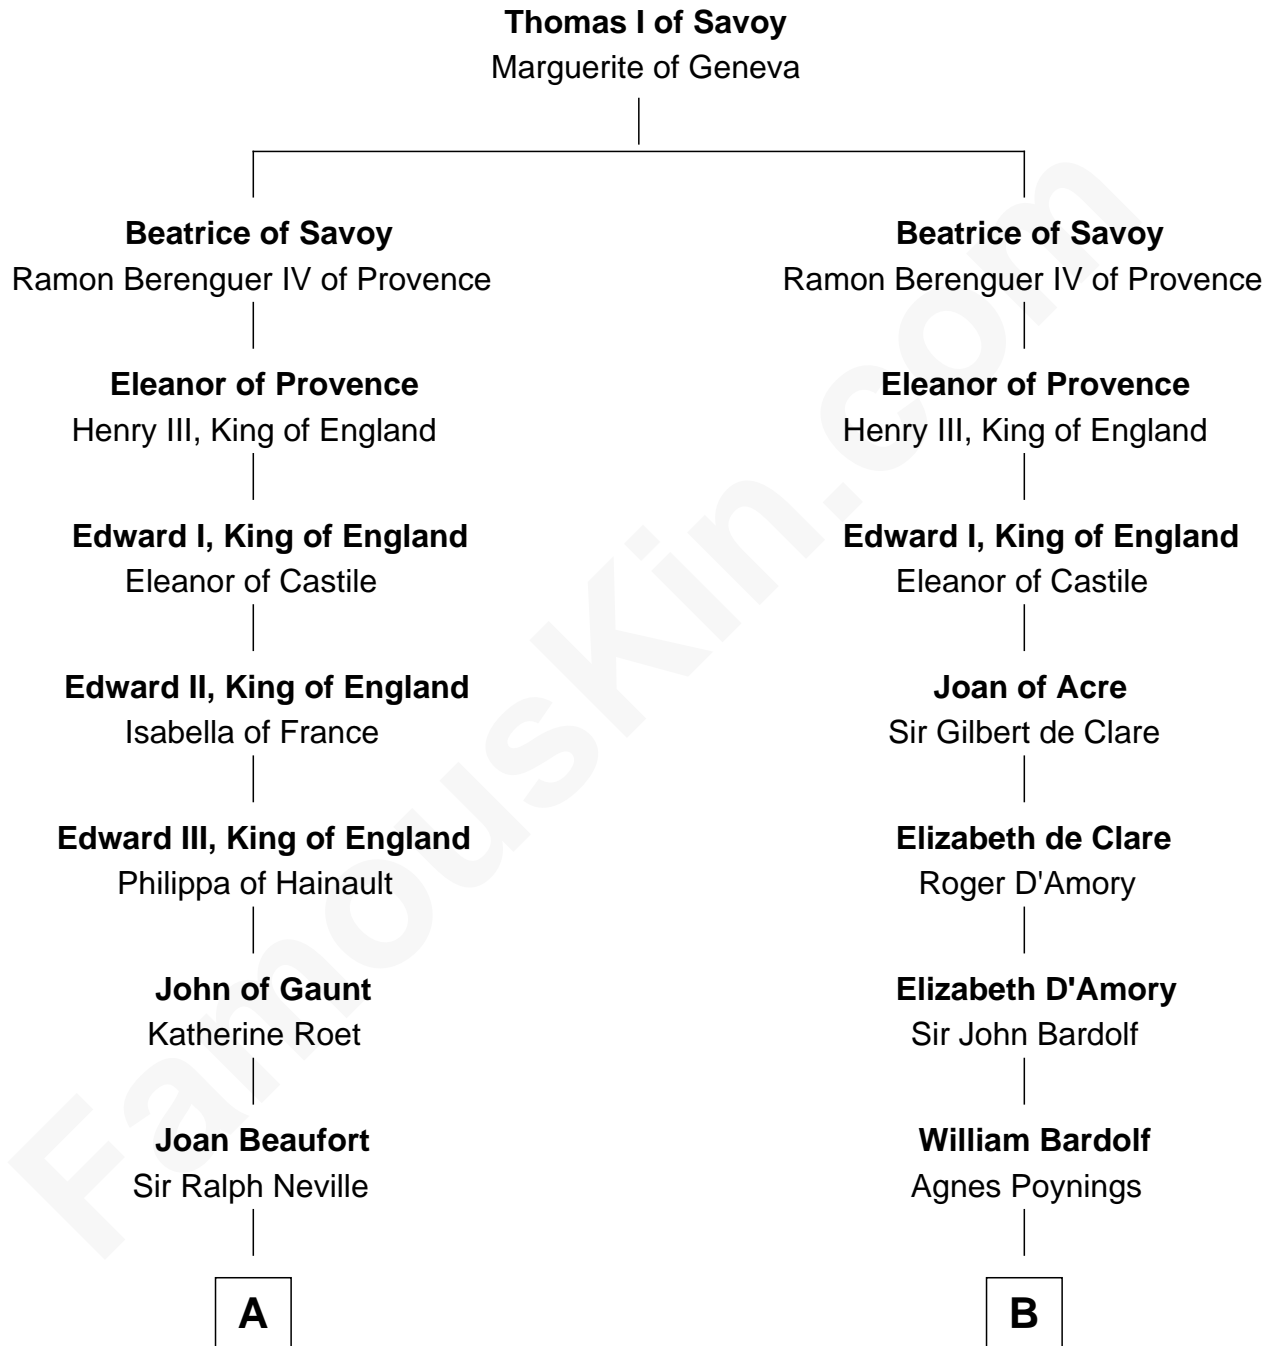 Thomas I of Savoy
Marguerite of Geneva
Beatrice of Savoy
Ramon Berenguer IV of Provence
Eleanor of Provence
Henry III, King of England
Edward I, King of England
Eleanor of Castile
Edward II, King of England
Isabella of France
Edward III, King of England
Philippa of Hainault
John of Gaunt
Katherine Roet
Joan Beaufort
Sir Ralph Neville
A
Beatrice of Savoy
Ramon Berenguer IV of Provence
Eleanor of Provence
Henry III, King of England
Edward I, King of England
Eleanor of Castile
Joan of Acre
Sir Gilbert de Clare
Elizabeth de Clare
Roger D'Amory
Elizabeth D'Amory
Sir John Bardolf
William Bardolf
Agnes Poynings
B
FamousKin.com